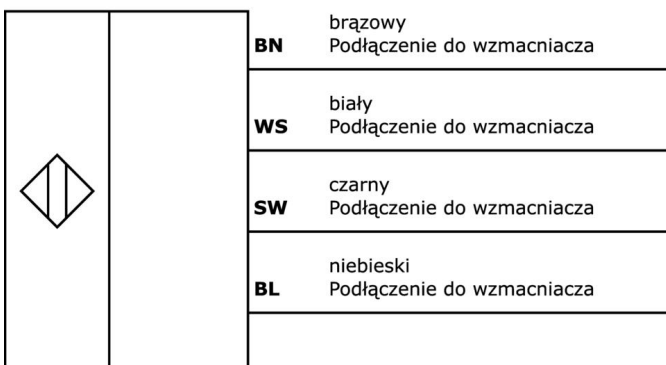 brązowy
BN Podłączenie do wzmacniacza
biały
WS Podłączenie do wzmacniacza
czarny
SW Podłączenie do wzmacniacza
niebieski
BL Podłączenie do wzmacniacza